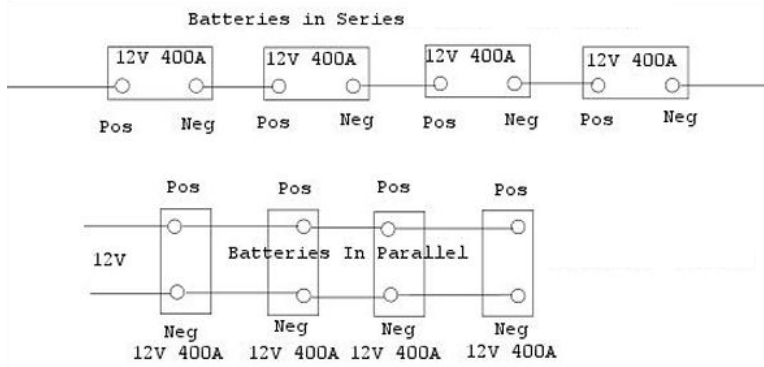 Batteries in Series
12V 400A 12V 400A 12V 400A 12V 400A
Pos Neg Pos Neg Pos Neg Pos Neg
Pos Pos Pos Pos
12V Batteries In Parallel
Neg Neg Neg Neg
12V 400A 12V 400A 12V 400A 12V 400A